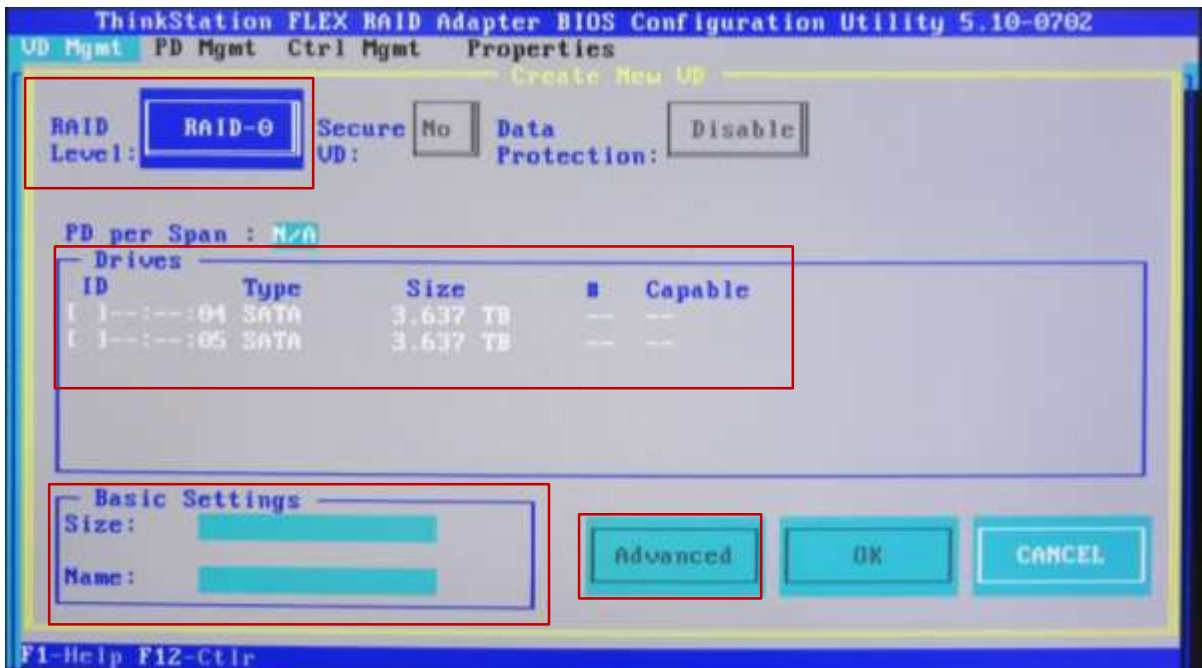 ThinkStation FLEX RAID Adapter BIOS Configuration Utility 5.10-0702
VD Mgmt PD Mgmt Ctrl Mgmt Properties
Create New VD
RAID Level: RAID-0 Secure VD: No Data Protection: Disable
PD per Span : N/A
Drives
ID Type Size # Capable
[ ]--:--:04 SATA 3.637 TB -- --
[ ]--:--:05 SATA 3.637 TB -- --
Basic Settings
Size:
Name:
Advanced OK CANCEL
F1-Help F12-Ctlr